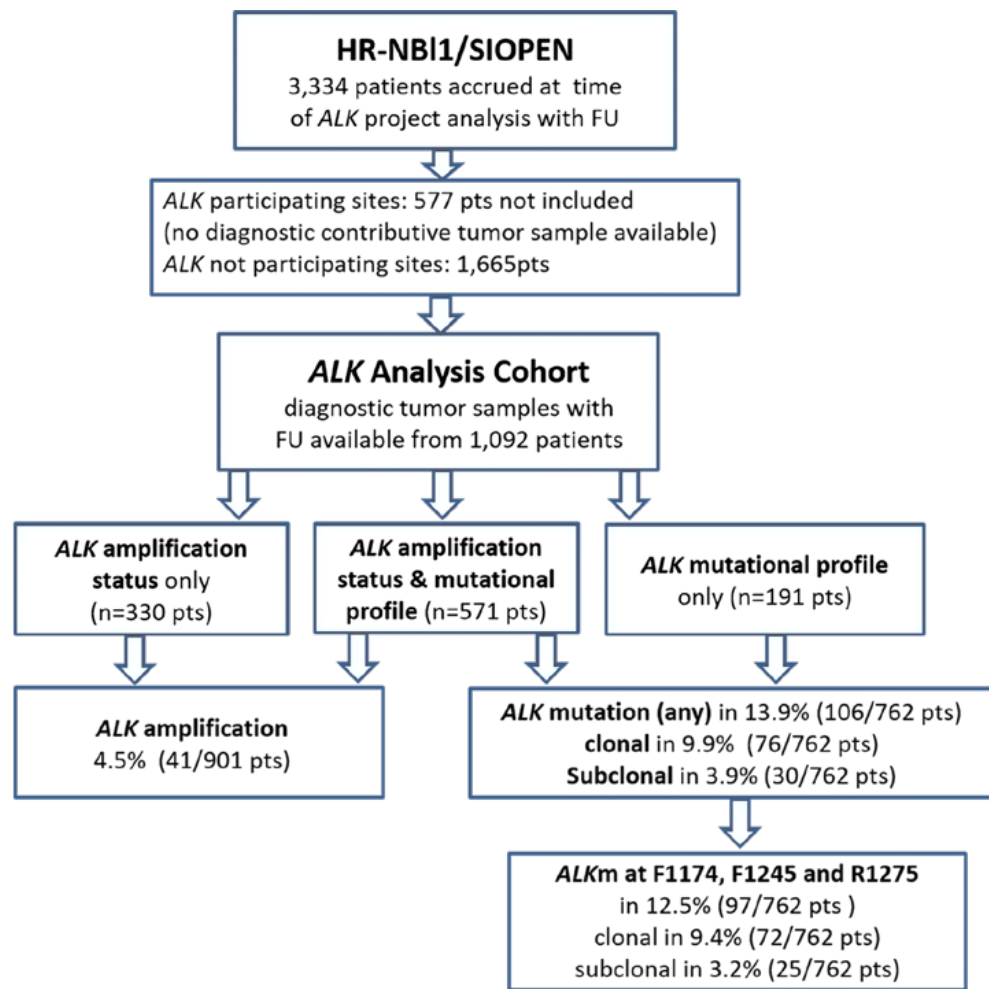 HR-NBl1/SIOPEN
3,334 patients accrued at time
of ALK project analysis with FU
ALK participating sites: 577 pts not included
(no diagnostic contributive tumor sample available)
ALK not participating sites: 1,665pts
ALK Analysis Cohort
diagnostic tumor samples with
FU available from 1,092 patients
ALK amplification
status only
(n=330 pts)
ALK amplification
status & mutational
profile (n=571 pts)
ALK mutational profile
only (n=191 pts)
ALK amplification
4.5% (41/901 pts)
ALK mutation (any) in 13.9% (106/762 pts)
clonal in 9.9% (76/762 pts)
Subclonal in 3.9% (30/762 pts)
ALKm at F1174, F1245 and R1275
in 12.5% (97/762 pts )
clonal in 9.4% (72/762 pts)
subclonal in 3.2% (25/762 pts)